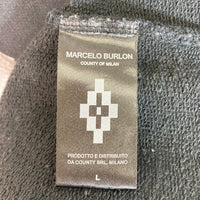 MARCELO BURLON
COUNTY OF MILAN
PRODOTTO E DISTRIBUITO
DA COUNTY SRL, MILANO
L